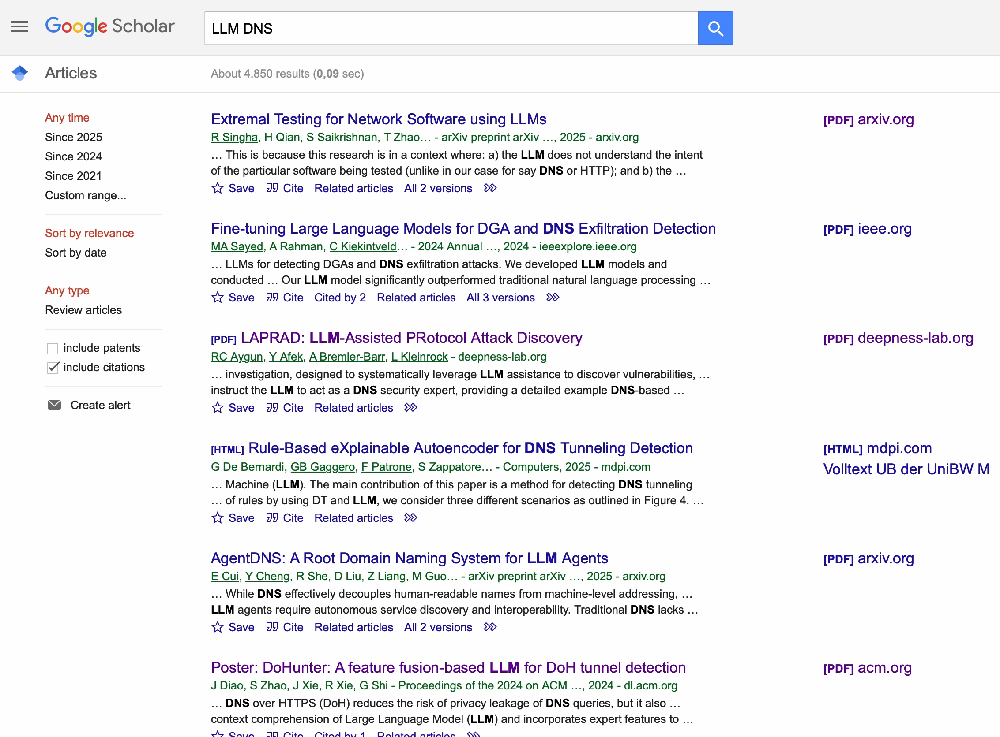 Google Scholar
LLM DNS
Articles
About 4.850 results (0,09 sec)
Any time
Since 2025
Since 2024
Since 2021
Custom range...
Sort by relevance
Sort by date
Any type
Review articles
include patents
include citations
Create alert
Extremal Testing for Network Software using LLMs
[PDF] arxiv.org
R Singha, H Qian, S Saikrishnan, T Zhao… - arXiv preprint arXiv …, 2025 - arxiv.org
… This is because this research is in a context where: a) the LLM does not understand the intent
of the particular software being tested (unlike in our case for say DNS or HTTP); and b) the …
Save Cite Related articles All 2 versions
Fine-tuning Large Language Models for DGA and DNS Exfiltration Detection
[PDF] ieee.org
MA Sayed, A Rahman, C Kiekintveld… - 2024 Annual …, 2024 - ieeexplore.ieee.org
… LLMs for detecting DGAs and DNS exfiltration attacks. We developed LLM models and
conducted … Our LLM model significantly outperformed traditional natural language processing …
Save Cite Cited by 2 Related articles All 3 versions
[PDF] LAPRAD: LLM-Assisted PRotocol Attack Discovery
[PDF] deepness-lab.org
RC Aygun, Y Afek, A Bremler-Barr, L Kleinrock - deepness-lab.org
… investigation, designed to systematically leverage LLM assistance to discover vulnerabilities, …
instruct the LLM to act as a DNS security expert, providing a detailed example DNS-based …
Save Cite Related articles
[HTML] Rule-Based eXplainable Autoencoder for DNS Tunneling Detection
[HTML] mdpi.com
Volltext UB der UniBW M
G De Bernardi, GB Gaggero, F Patrone, S Zappatore… - Computers, 2025 - mdpi.com
… Machine (LLM). The main contribution of this paper is a method for detecting DNS tunneling
… of rules by using DT and LLM, we consider three different scenarios as outlined in Figure 4. …
Save Cite Related articles
AgentDNS: A Root Domain Naming System for LLM Agents
[PDF] arxiv.org
E Cui, Y Cheng, R She, D Liu, Z Liang, M Guo… - arXiv preprint arXiv …, 2025 - arxiv.org
… While DNS effectively decouples human-readable names from machine-level addressing, …
LLM agents require autonomous service discovery and interoperability. Traditional DNS lacks …
Save Cite Related articles All 2 versions
Poster: DoHunter: A feature fusion-based LLM for DoH tunnel detection
[PDF] acm.org
J Diao, S Zhao, J Xie, R Xie, G Shi - Proceedings of the 2024 on ACM …, 2024 - dl.acm.org
… DNS over HTTPS (DoH) reduces the risk of privacy leakage of DNS queries, but it also …
context comprehension of Large Language Model (LLM) and incorporates expert features to …
Save Cite Cited by 1 Related articles